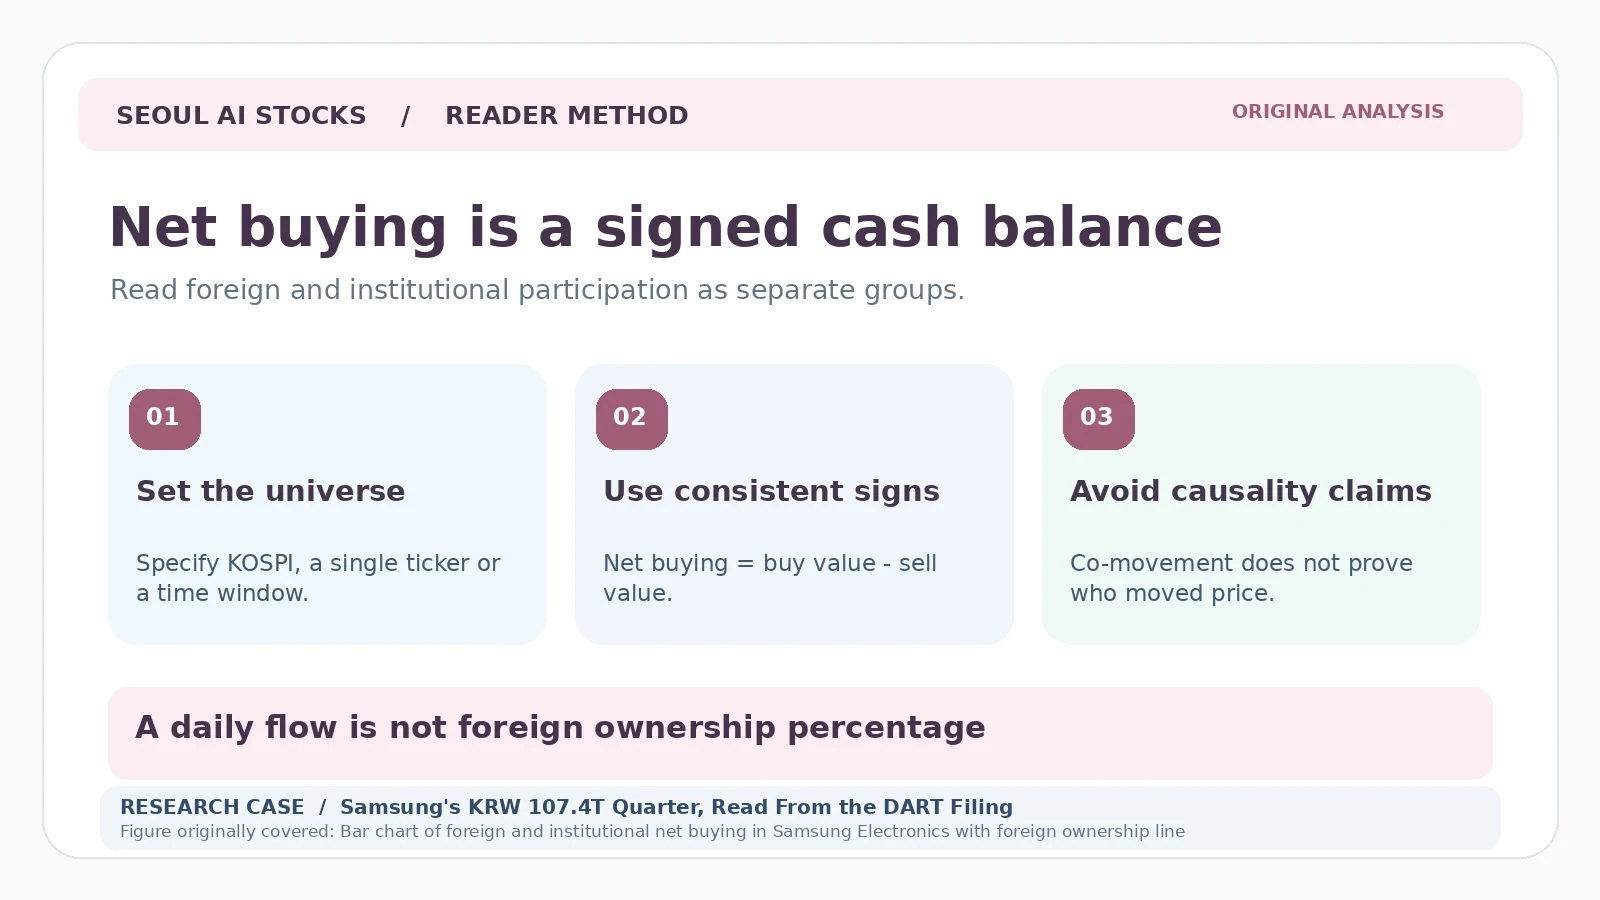 SEOUL AI STOCKS / READER METHOD
ORIGINAL ANALYSIS
Net buying is a signed cash balance
Read foreign and institutional participation as separate groups.
01
Set the universe
Specify KOSPI, a single ticker or
a time window.
02
Use consistent signs
Net buying = buy value - sell
value.
03
Avoid causality claims
Co-movement does not prove
who moved price.
A daily flow is not foreign ownership percentage
RESEARCH CASE / Samsung's KRW 107.4T Quarter, Read From the DART Filing
Figure originally covered: Bar chart of foreign and institutional net buying in Samsung Electronics with foreign ownership line